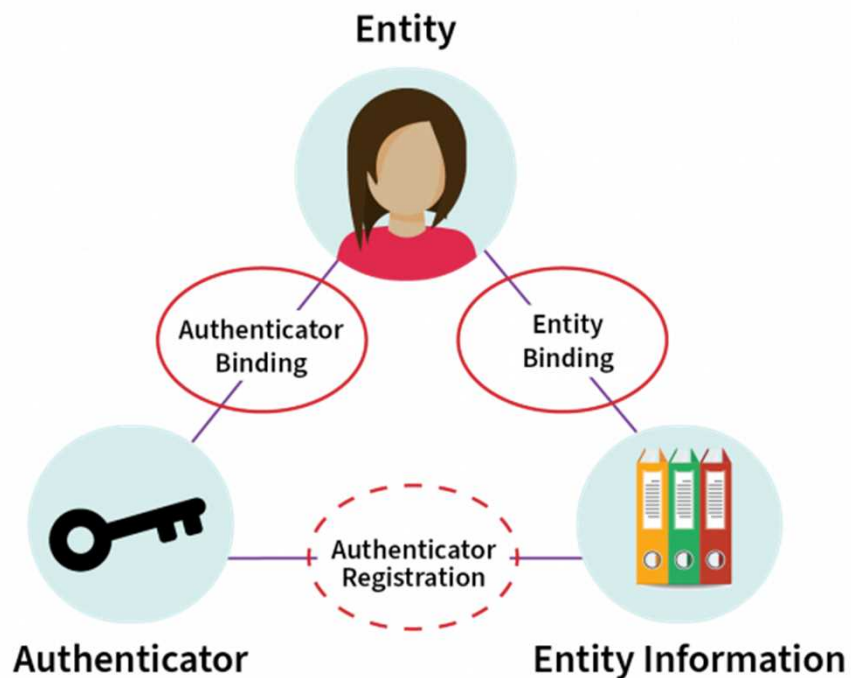 Entity
Authenticator
Binding
Entity
Binding
Authenticator
Registration
Authenticator
Entity Information